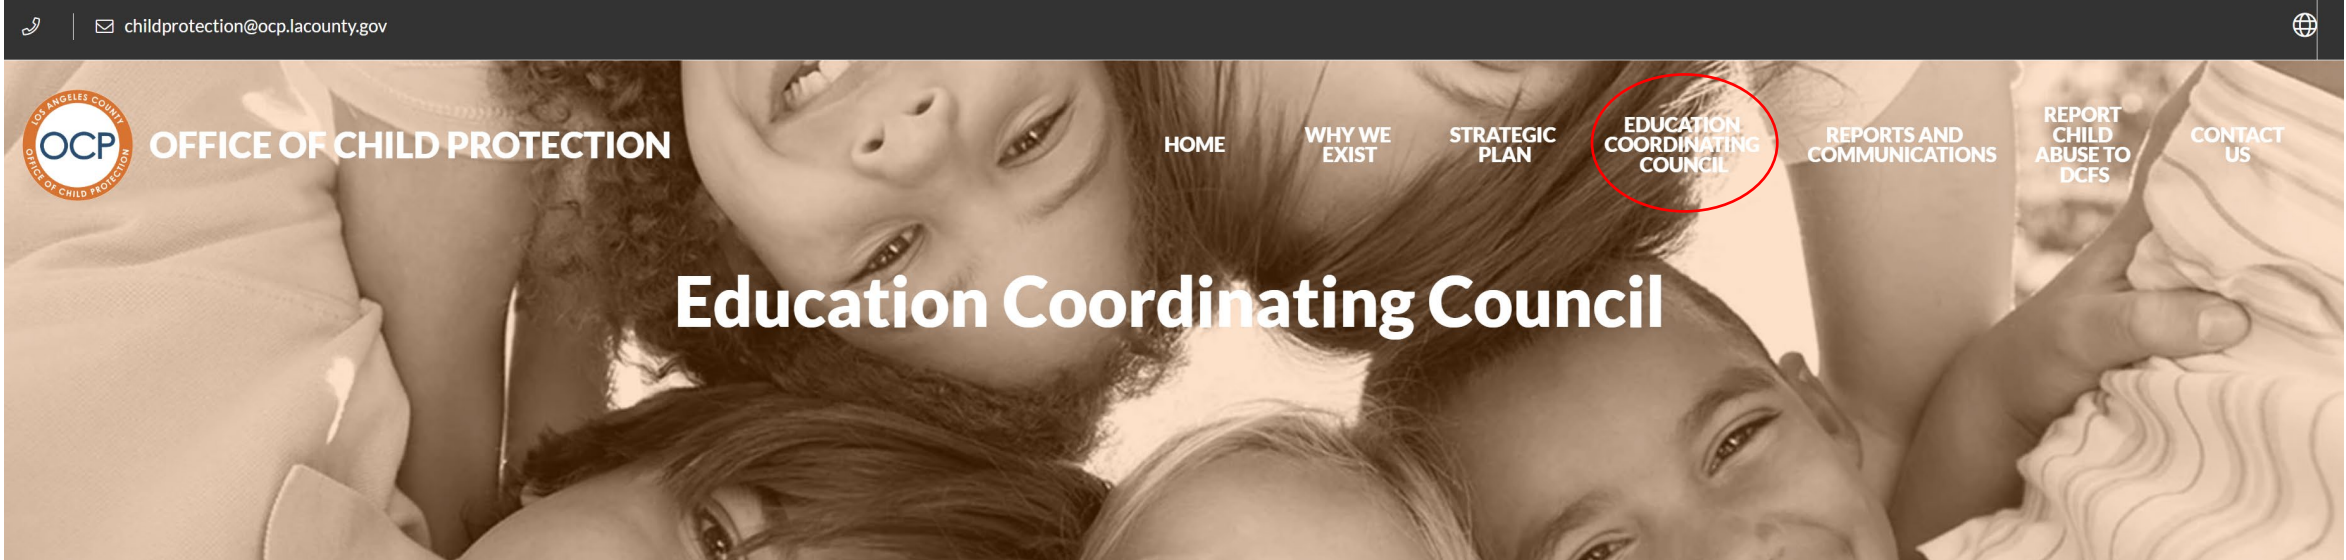 childprotection@ocp.lacounty.gov
LOS ANGELES COUNTY
OCP
OFFICE OF CHILD PROTECTION
OFFICE OF CHILD PROTECTION
HOME
WHY WE
EXIST
STRATEGIC
PLAN
EDUCATION
COORDINATING
COUNCIL
REPORTS AND
COMMUNICATIONS
REPORT
CHILD
ABUSE TO
DCFS
CONTACT
US
Education Coordinating Council